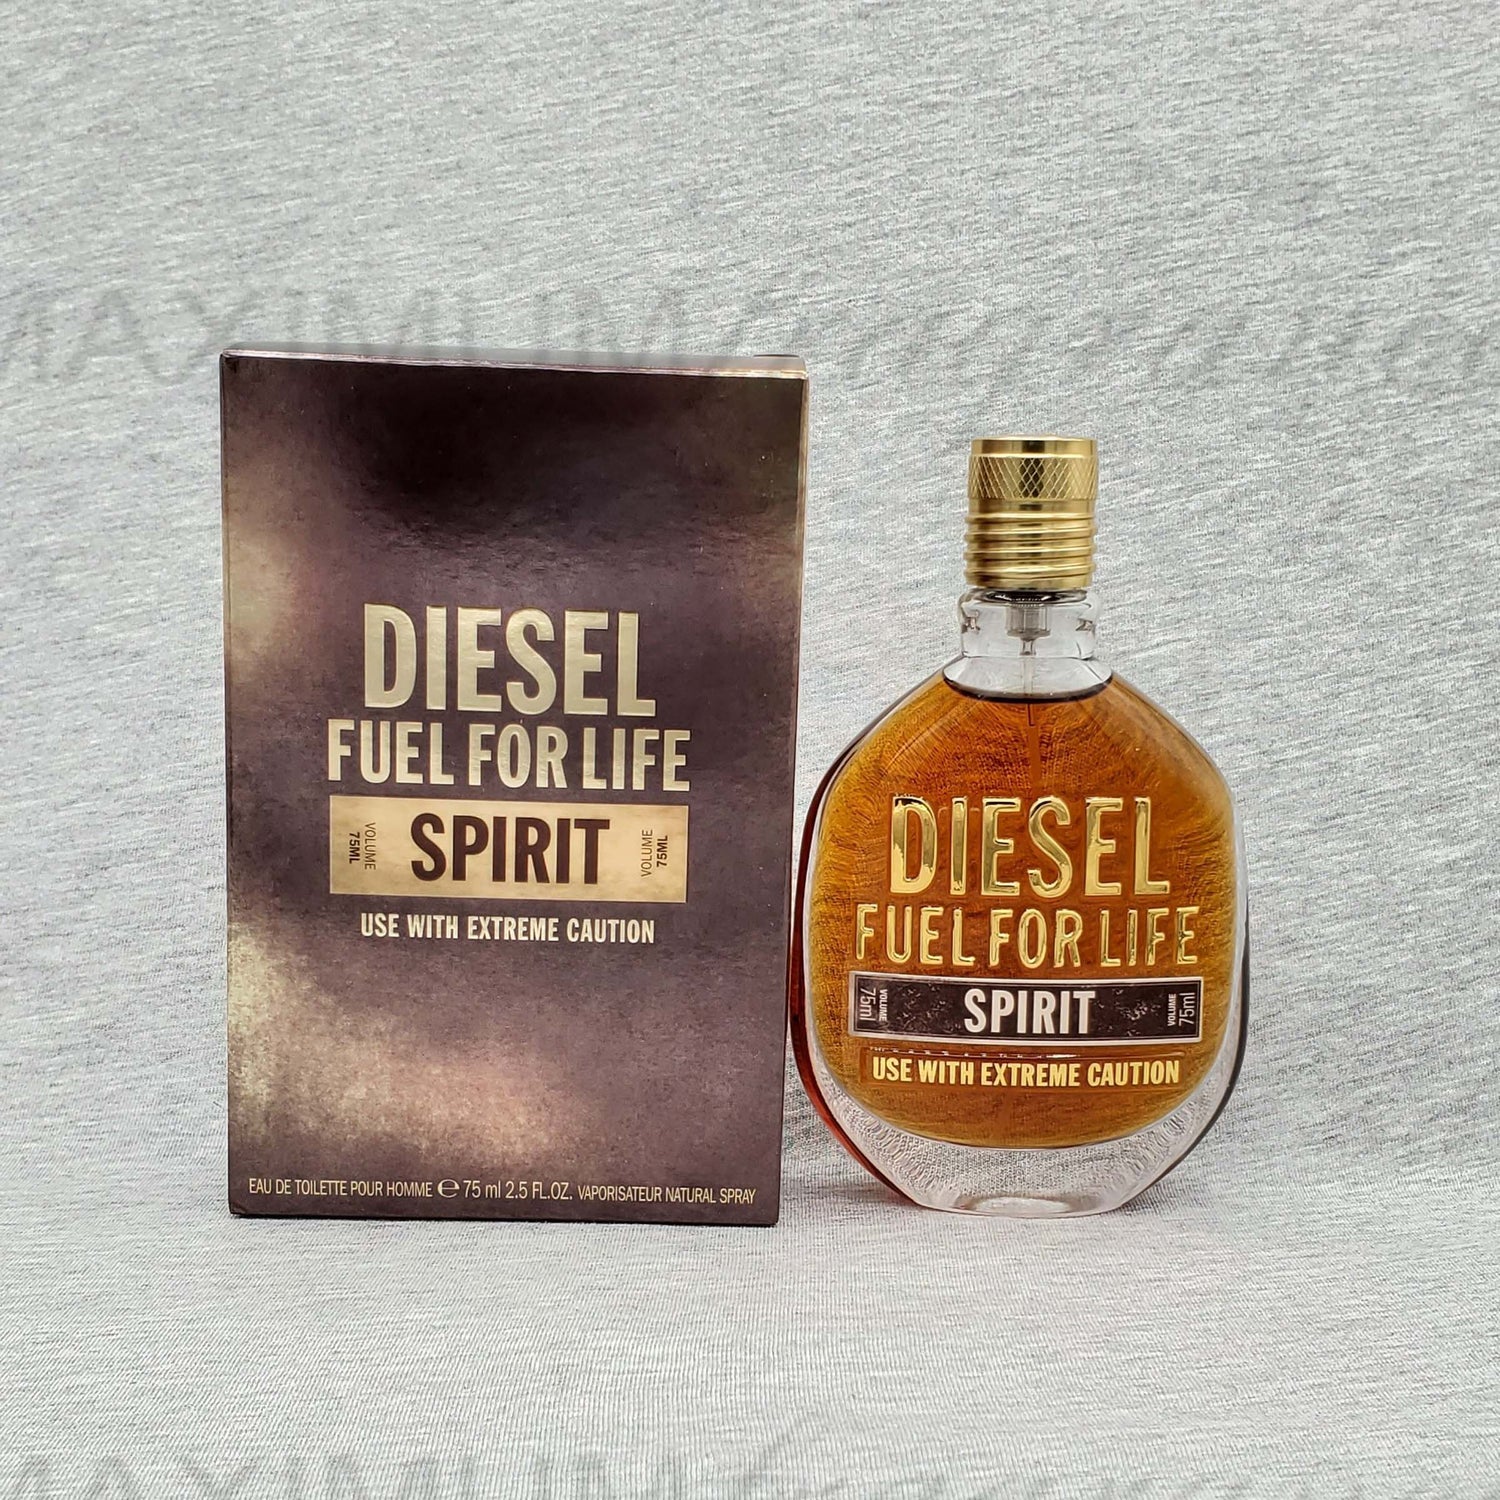 DIESEL
FUEL FOR LIFE
VOLUME
75ML
SPIRIT
VOLUME
75ML
USE WITH EXTREME CAUTION
EAU DE TOILETTE POUR HOMME ℮ 75 ml 2.5 FL.OZ. VAPORISATEUR NATURAL SPRAY
DIESEL
FUEL FOR LIFE
VOLUME
75ml
SPIRIT
VOLUME
75ml
USE WITH EXTREME CAUTION